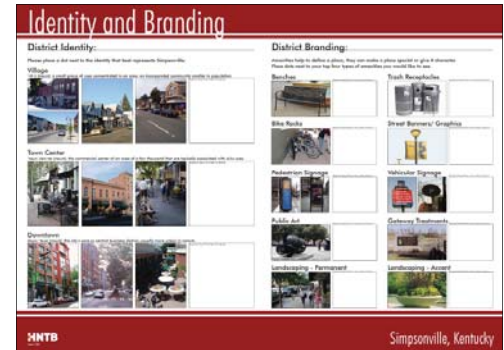 Identity and Branding
District Identity:
Please place a dot next to the identity that best represents Simpsonville.
Village
Town Center
Downtown
District Branding:
Amenities help to define a place, they can make a place special or give it character.
Place dots next to your top four types of amenities you would like to see.
Benches
Trash Receptacles
Bike Racks
Street Banners/ Graphics
Pedestrian Signage
Vehicular Signage
Public Art
Gateway Treatments
Landscaping - Permanent
Landscaping - Accent
HNTB
Simpsonville, Kentucky